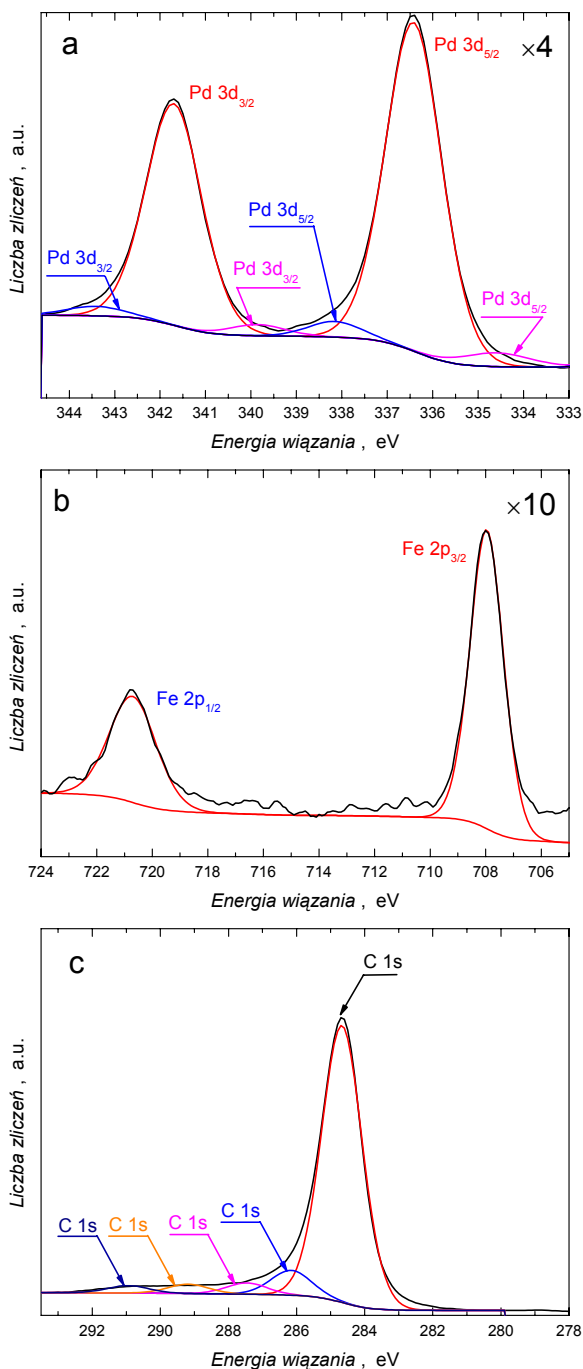 a
Pd 3d5/2
×4
Pd 3d3/2
Pd 3d5/2
Pd 3d3/2
Pd 3d3/2
Pd 3d5/2
Liczba zliczeń , a.u.
344 343 342 341 340 339 338 337 336 335 334 333
Energia wiązania , eV
b
×10
Fe 2p3/2
Fe 2p1/2
Liczba zliczeń , a.u.
724 722 720 718 716 714 712 710 708 706
Energia wiązania , eV
c
C 1s
C 1s
C 1s
C 1s
C 1s
Liczba zliczeń , a.u.
292 290 288 286 284 282 280 278
Energia wiązania , eV